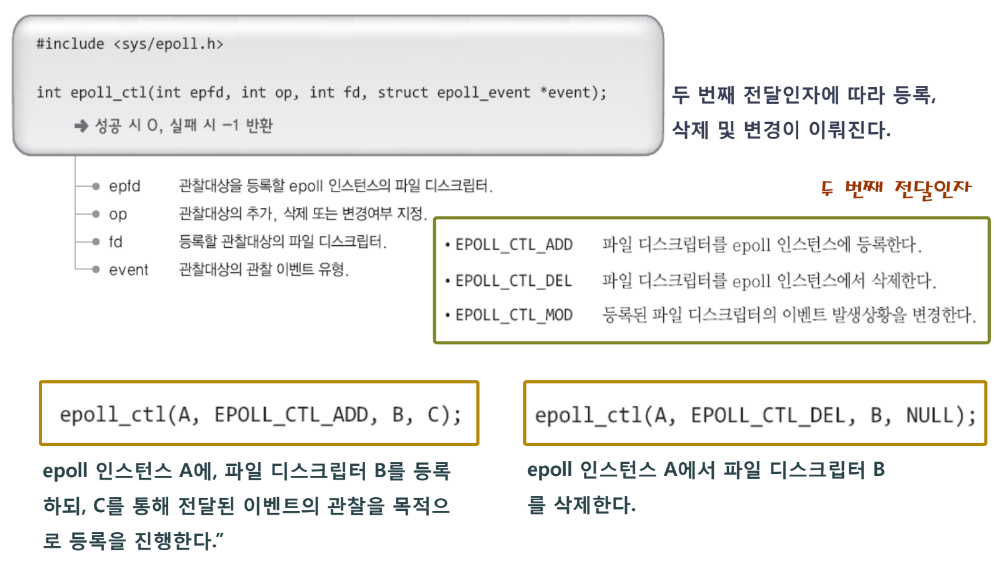 #include <sys/epoll.h>
int epoll_ctl(int epfd, int op, int fd, struct epoll_event *event);
➔ 성공 시 0, 실패 시 -1 반환
두 번째 전달인자에 따라 등록,
삭제 및 변경이 이뤄진다.
epfd 관찰대상을 등록할 epoll 인스턴스의 파일 디스크립터.
op 관찰대상의 추가, 삭제 또는 변경여부 지정.
fd 등록할 관찰대상의 파일 디스크립터.
event 관찰대상의 관찰 이벤트 유형.
두 번째 전달인자
• EPOLL_CTL_ADD 파일 디스크립터를 epoll 인스턴스에 등록한다.
• EPOLL_CTL_DEL 파일 디스크립터를 epoll 인스턴스에서 삭제한다.
• EPOLL_CTL_MOD 등록된 파일 디스크립터의 이벤트 발생상황을 변경한다.
epoll_ctl(A, EPOLL_CTL_ADD, B, C);
epoll 인스턴스 A에, 파일 디스크립터 B를 등록
하되, C를 통해 전달된 이벤트의 관찰을 목적으
로 등록을 진행한다.”
epoll_ctl(A, EPOLL_CTL_DEL, B, NULL);
epoll 인스턴스 A에서 파일 디스크립터 B
를 삭제한다.